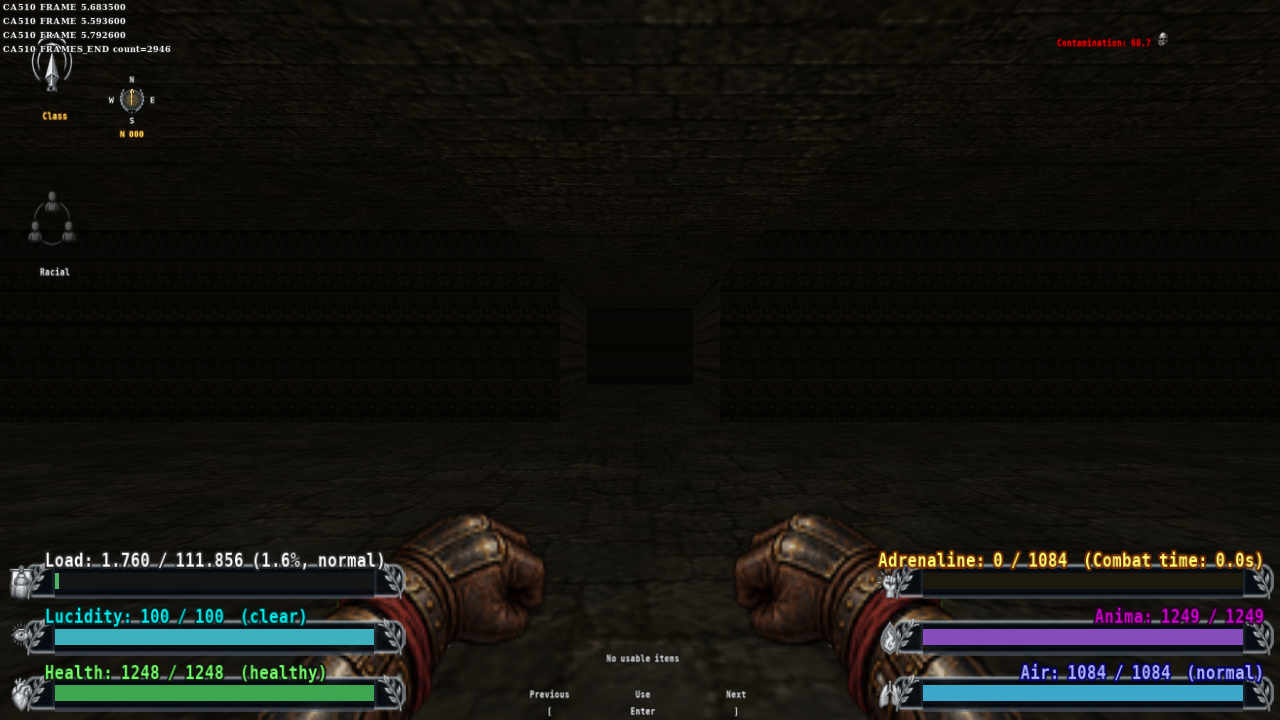 CA510 FRAME 5.683500
CA510 FRAME 5.593600
CA510 FRAME 5.792600
CA510 FRAMES_END count=2946
Contamination: 68.7
N
W E
S
N 000
Class
Racial
Load: 1.760 / 111.856 (1.6%, normal)
Adrenaline: 0 / 1084 (Combat time: 0.0s)
Lucidity: 100 / 100 (clear)
Anima: 1249 / 1249
No usable items
Health: 1248 / 1248 (healthy)
Air: 1084 / 1084 (normal)
Previous Use Next
[ Enter ]